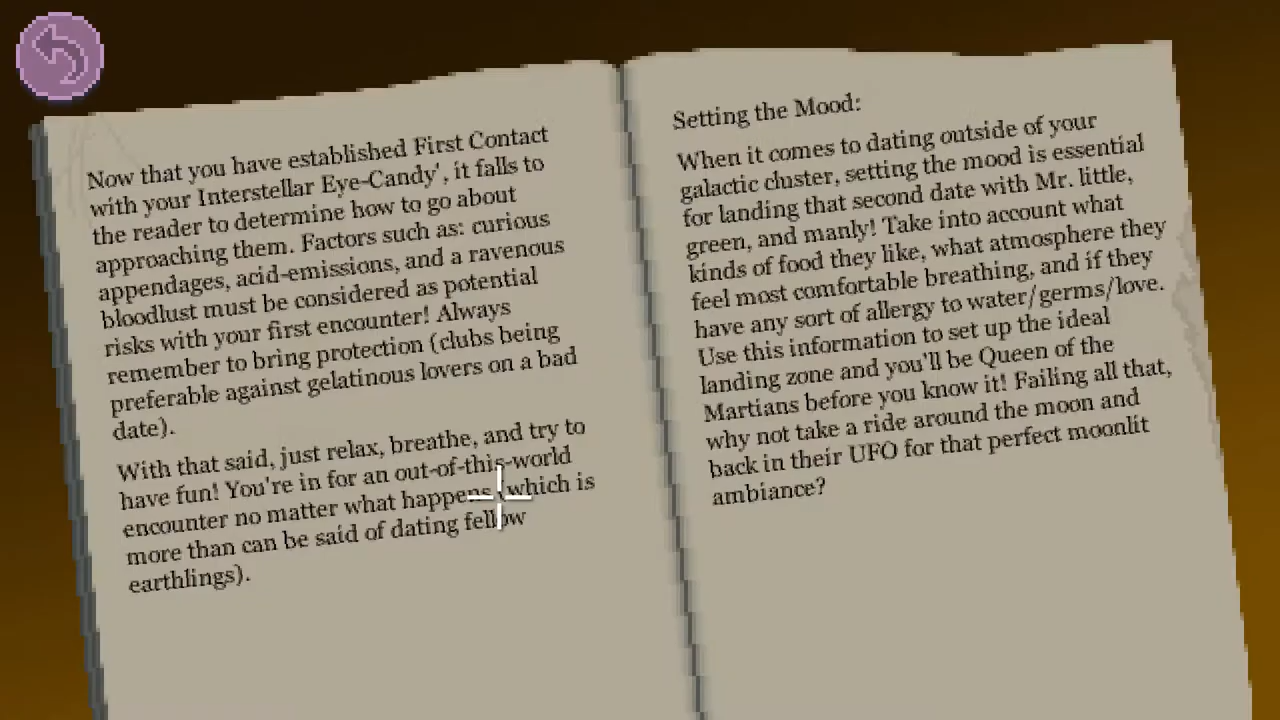 Now that you have established First Contact
with your Interstellar Eye-Candy', it falls to
the reader to determine how to go about
approaching them. Factors such as: curious
appendages, acid-emissions, and a ravenous
bloodlust must be considered as potential
risks with your first encounter! Always
remember to bring protection (clubs being
preferable against gelatinous lovers on a bad
date).
With that said, just relax, breathe, and try to
have fun! You're in for an out-of-this-world
encounter no matter what happens (which is
more than can be said of dating fellow
earthlings).
Setting the Mood:
When it comes to dating outside of your
galactic cluster, setting the mood is essential
for landing that second date with Mr. little,
green, and manly! Take into account what
kinds of food they like, what atmosphere they
feel most comfortable breathing, and if they
have any sort of allergy to water/germs/love.
Use this information to set up the ideal
landing zone and you'll be Queen of the
Martians before you know it! Failing all that,
why not take a ride around the moon and
back in their UFO for that perfect moonlit
ambiance?